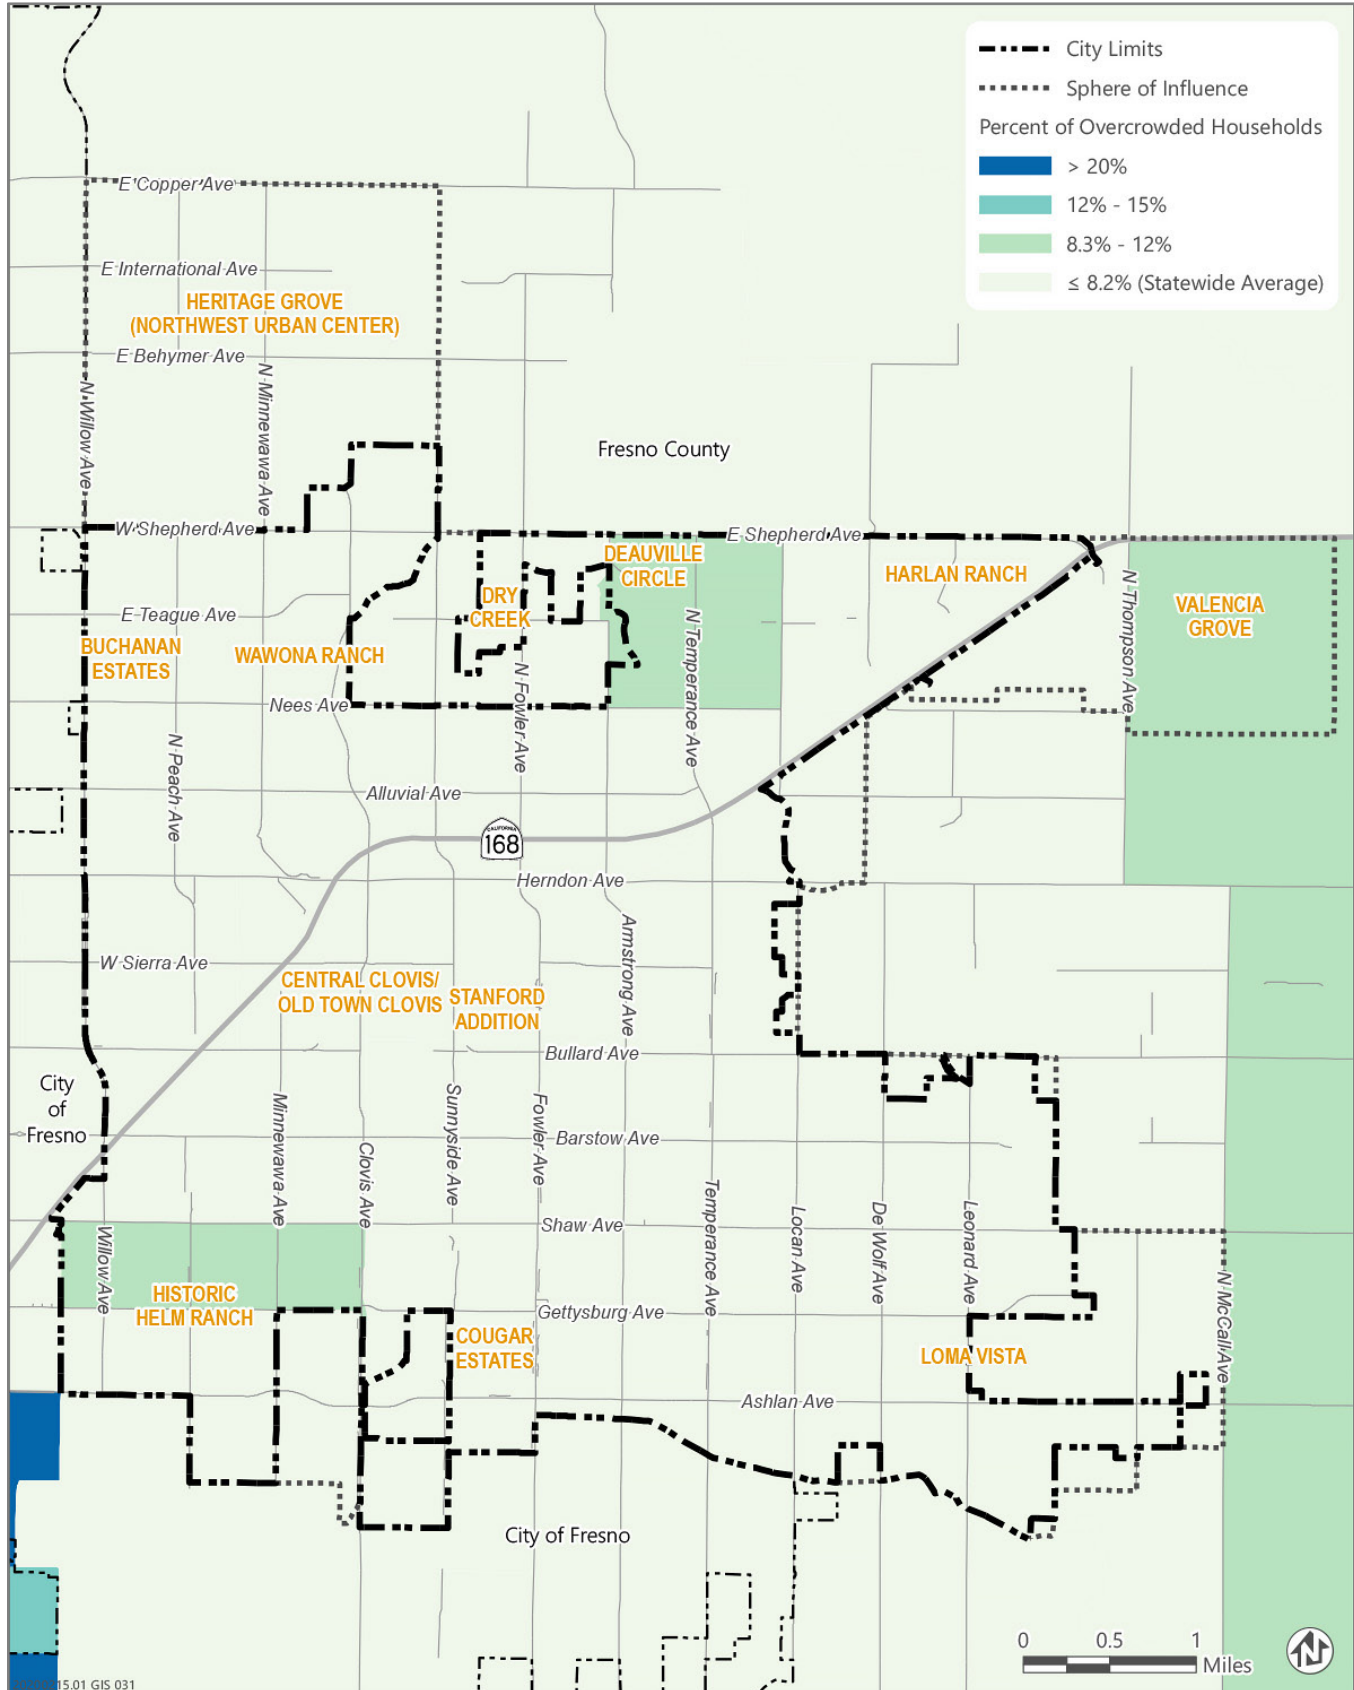 City Limits
Sphere of Influence
Percent of Overcrowded Households
> 20%
12% - 15%
8.3% - 12%
≤ 8.2% (Statewide Average)
E Copper Ave
E International Ave
HERITAGE GROVE
(NORTHWEST URBAN CENTER)
E Behymer Ave
N Willow Ave
N Minnewawa Ave
Fresno County
W Shepherd Ave
E Shepherd Ave
DEAUVILLE
CIRCLE
HARLAN RANCH
DRY
CREEK
N Thompson Ave
VALENCIA
GROVE
E Teague Ave
BUCHANAN
ESTATES
WAWONA RANCH
N Temperance Ave
Nees Ave
N Fowler Ave
N Peach Ave
Alluvial Ave
CALIFORNIA
168
Herndon Ave
Armstrong Ave
W Sierra Ave
CENTRAL CLOVIS/
OLD TOWN CLOVIS
STANFORD
ADDITION
Bullard Ave
City
of
Fresno
Minnewawa Ave
Clovis Ave
Sunnyside Ave
Fowler Ave
Barstow Ave
Temperance Ave
Locan Ave
De Wolf Ave
Leonard Ave
Shaw Ave
Willow Ave
HISTORIC
HELM RANCH
Gettysburg Ave
COUGAR
ESTATES
LOMA VISTA
N McCall Ave
Ashlan Ave
City of Fresno
0 0.5 1
Miles
N
15.01 GIS 031